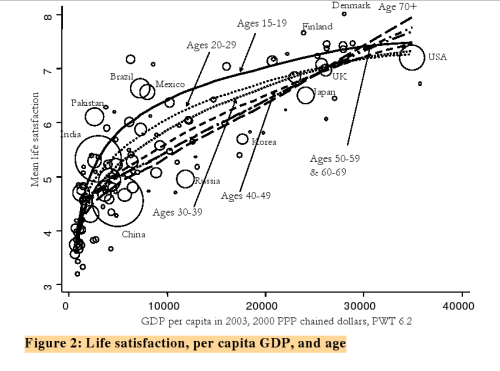 Denmark Age 70+
8
Ages 15-19
Finland
Ages 20-29
USA
7
Brazil
Mexico
UK
Japan
Pakistan
6
India
Korea
Mean life satisfaction
Ages 50-59
& 60-69
5
Russia
Ages 40-49
Ages 30-39
China
4
3
0 10000 20000 30000 40000
GDP per capita in 2003, 2000 PPP chained dollars, PWT 6.2
Figure 2: Life satisfaction, per capita GDP, and age